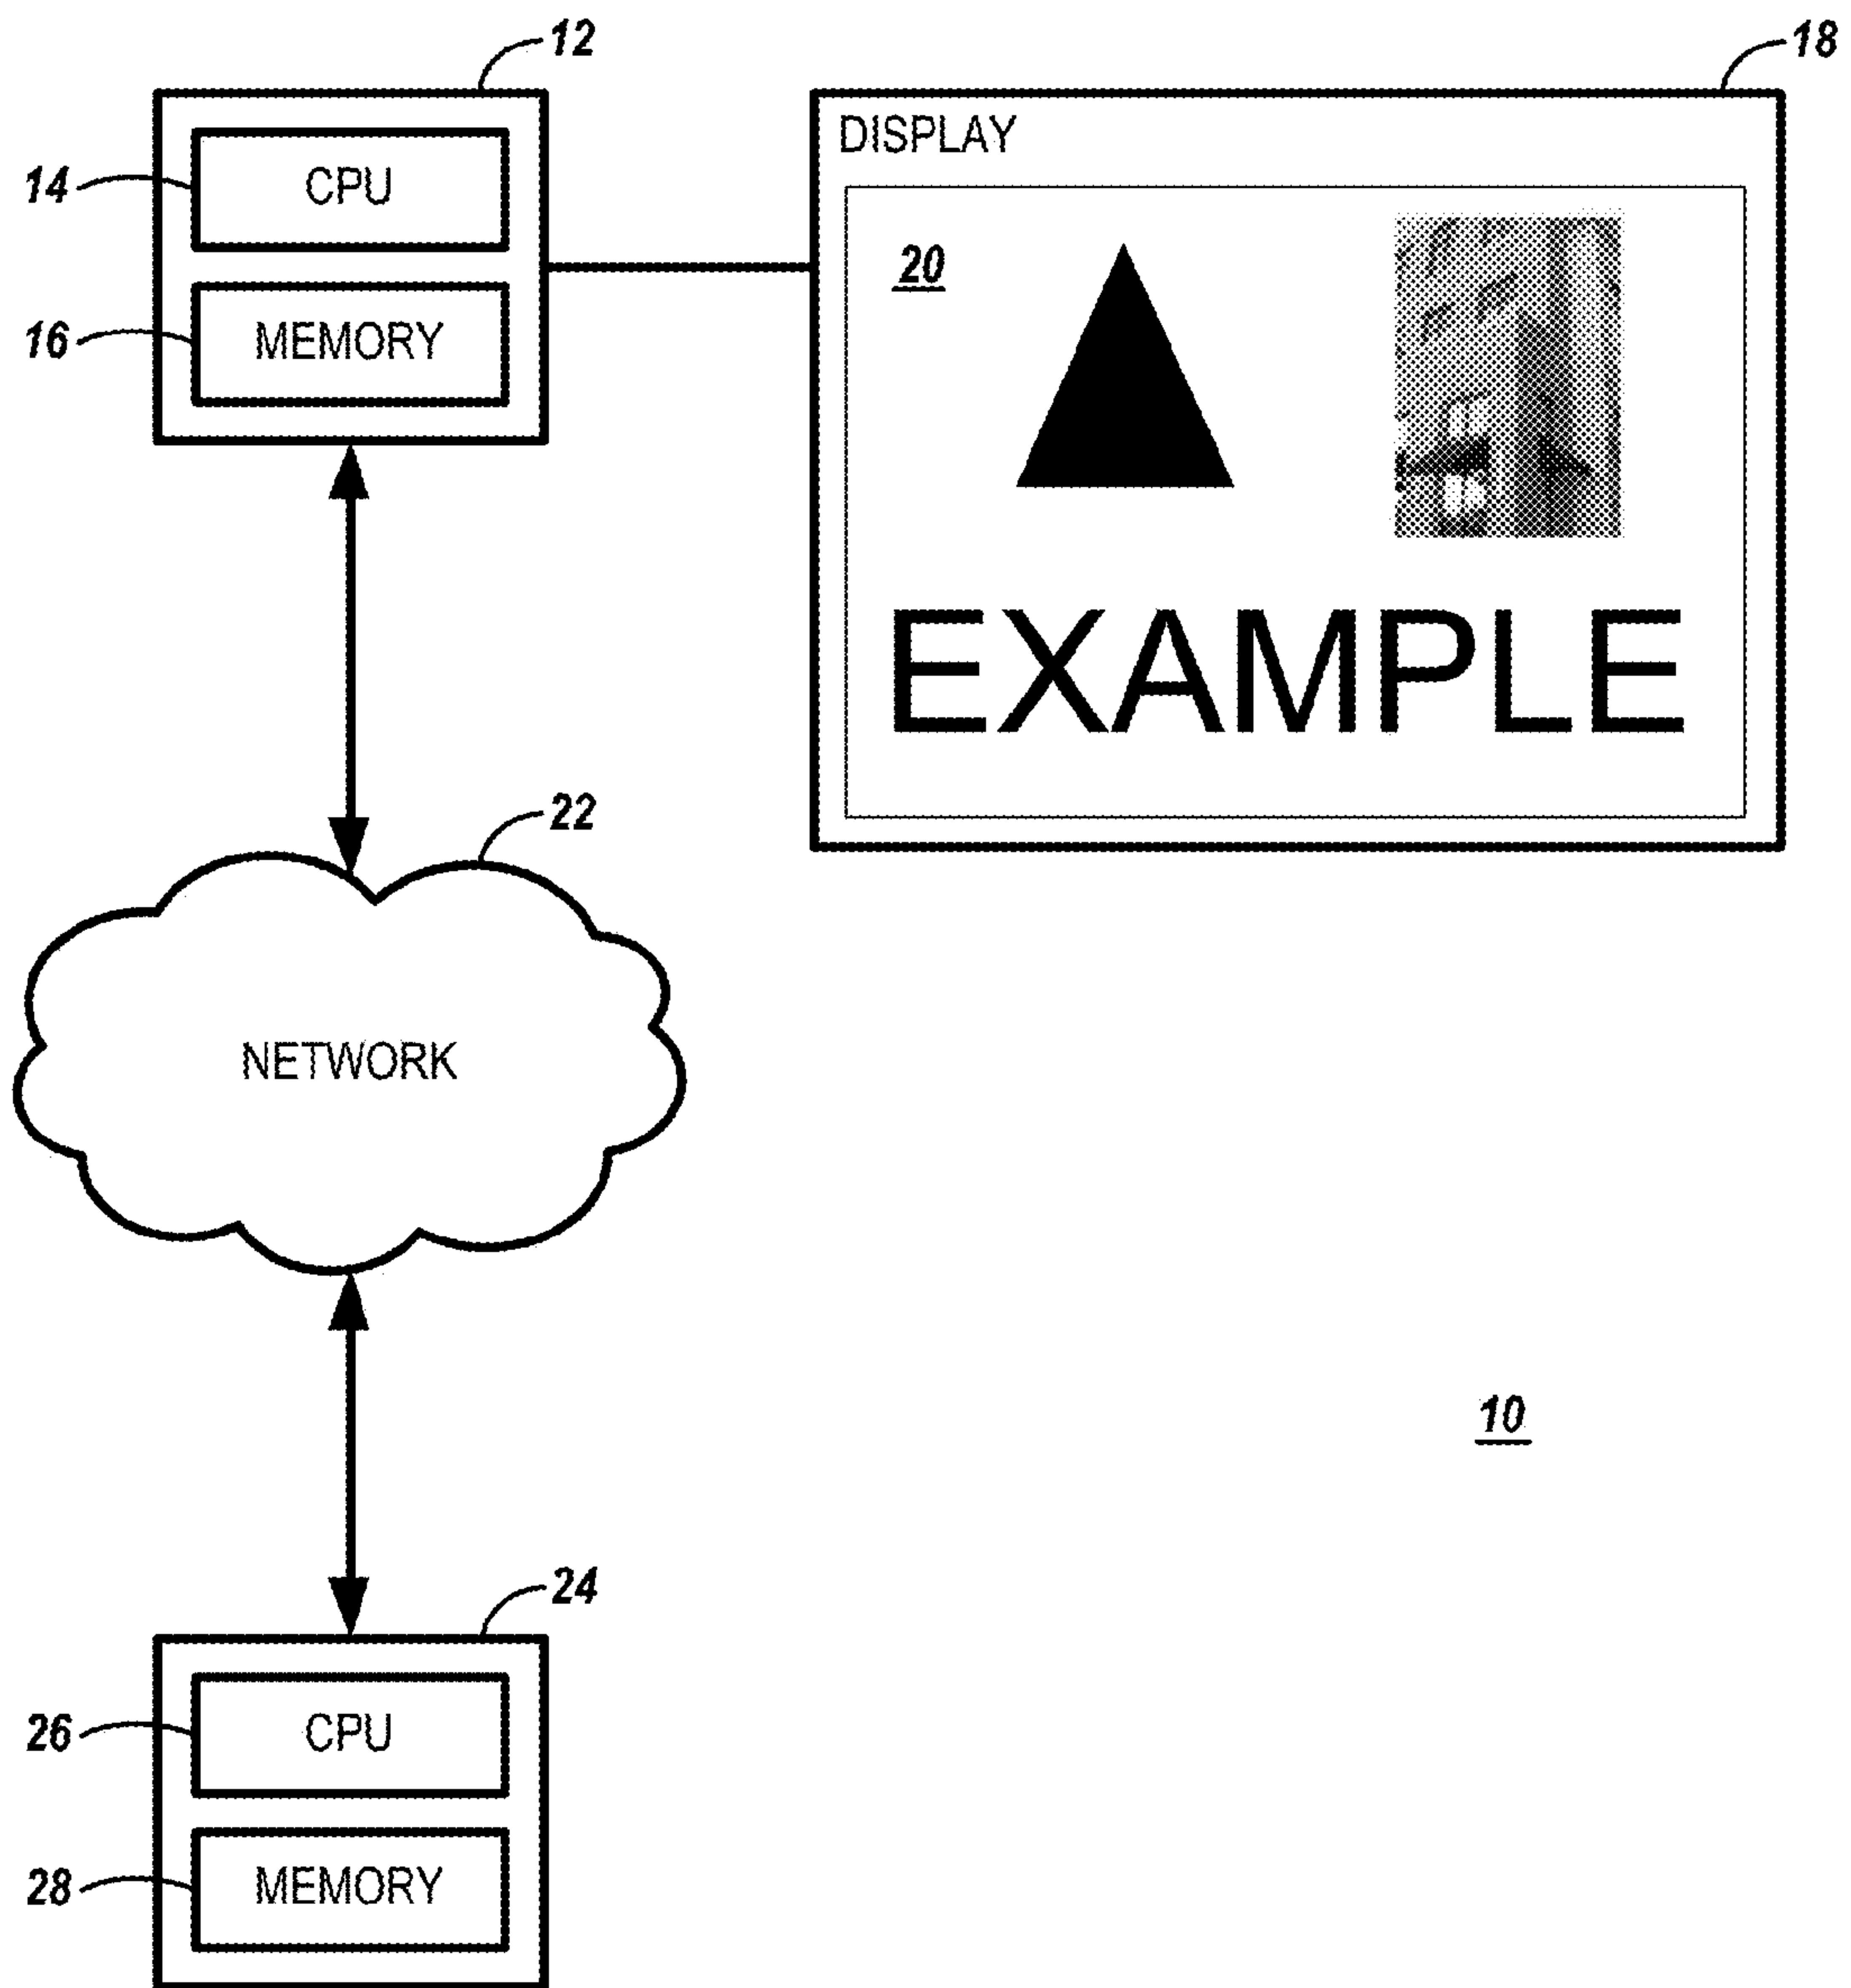 12
18
14
CPU
DISPLAY
16
MEMORY
20
EXAMPLE
22
NETWORK
10
24
26
CPU
28
MEMORY